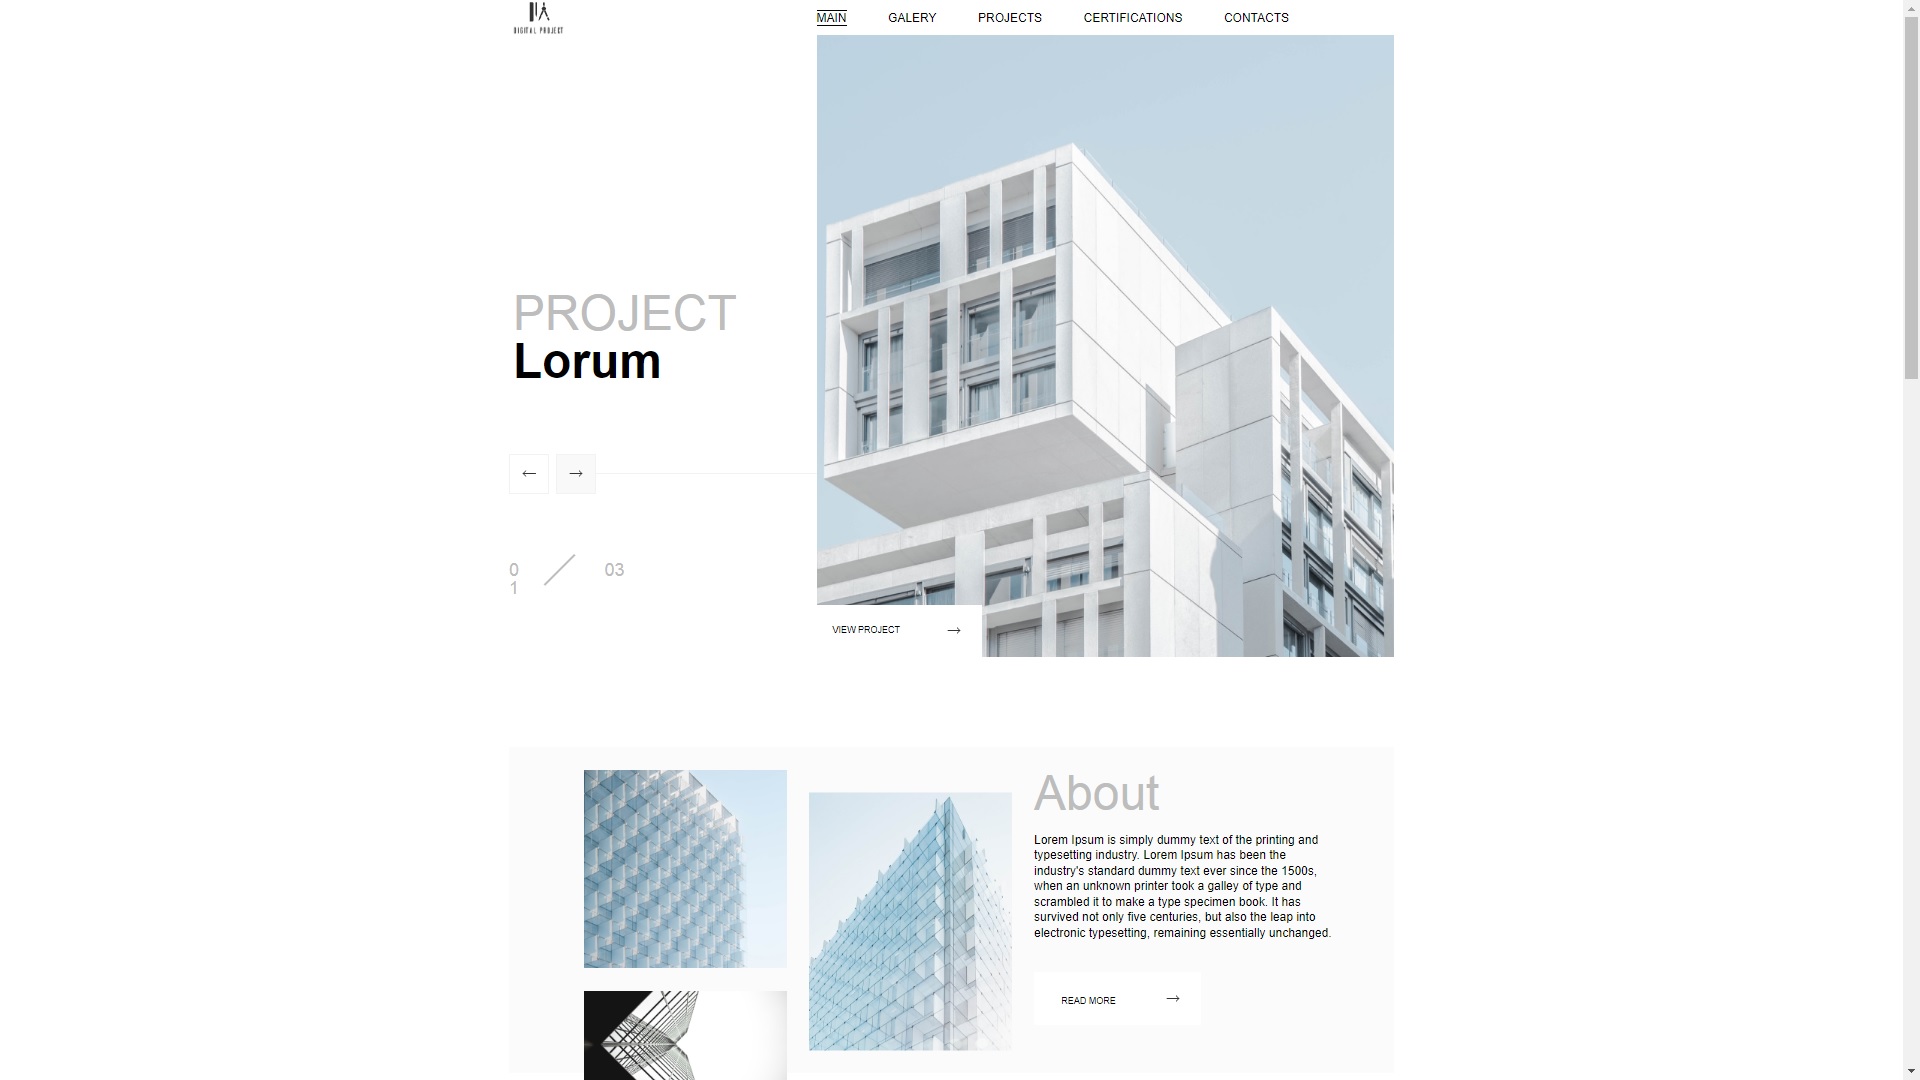 DIGITAL PROJECT
MAIN
GALERY
PROJECTS
CERTIFICATIONS
CONTACTS
PROJECT
Lorum
0
1
03
VIEW PROJECT
About
Lorem Ipsum is simply dummy text of the printing and
typesetting industry. Lorem Ipsum has been the
industry's standard dummy text ever since the 1500s,
when an unknown printer took a galley of type and
scrambled it to make a type specimen book. It has
survived not only five centuries, but also the leap into
electronic typesetting, remaining essentially unchanged.
READ MORE